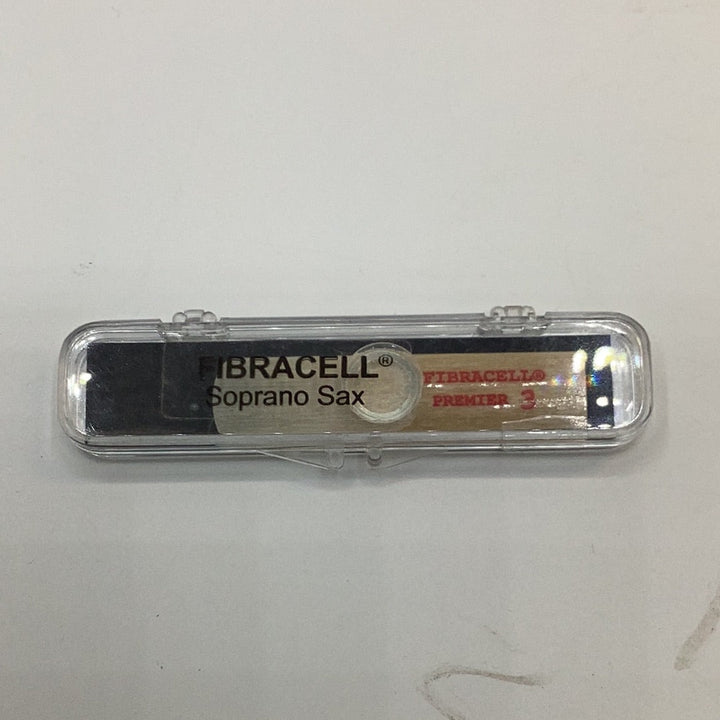 FIBRACELL®
Soprano Sax
FIBRACELL®
PREMIER 3